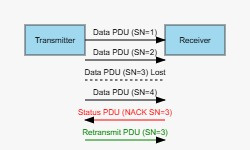 Transmitter
Receiver
Data PDU (SN=1)
Data PDU (SN=2)
Data PDU (SN=3) Lost
Data PDU (SN=4)
Status PDU (NACK SN=3)
Retransmit PDU (SN=3)